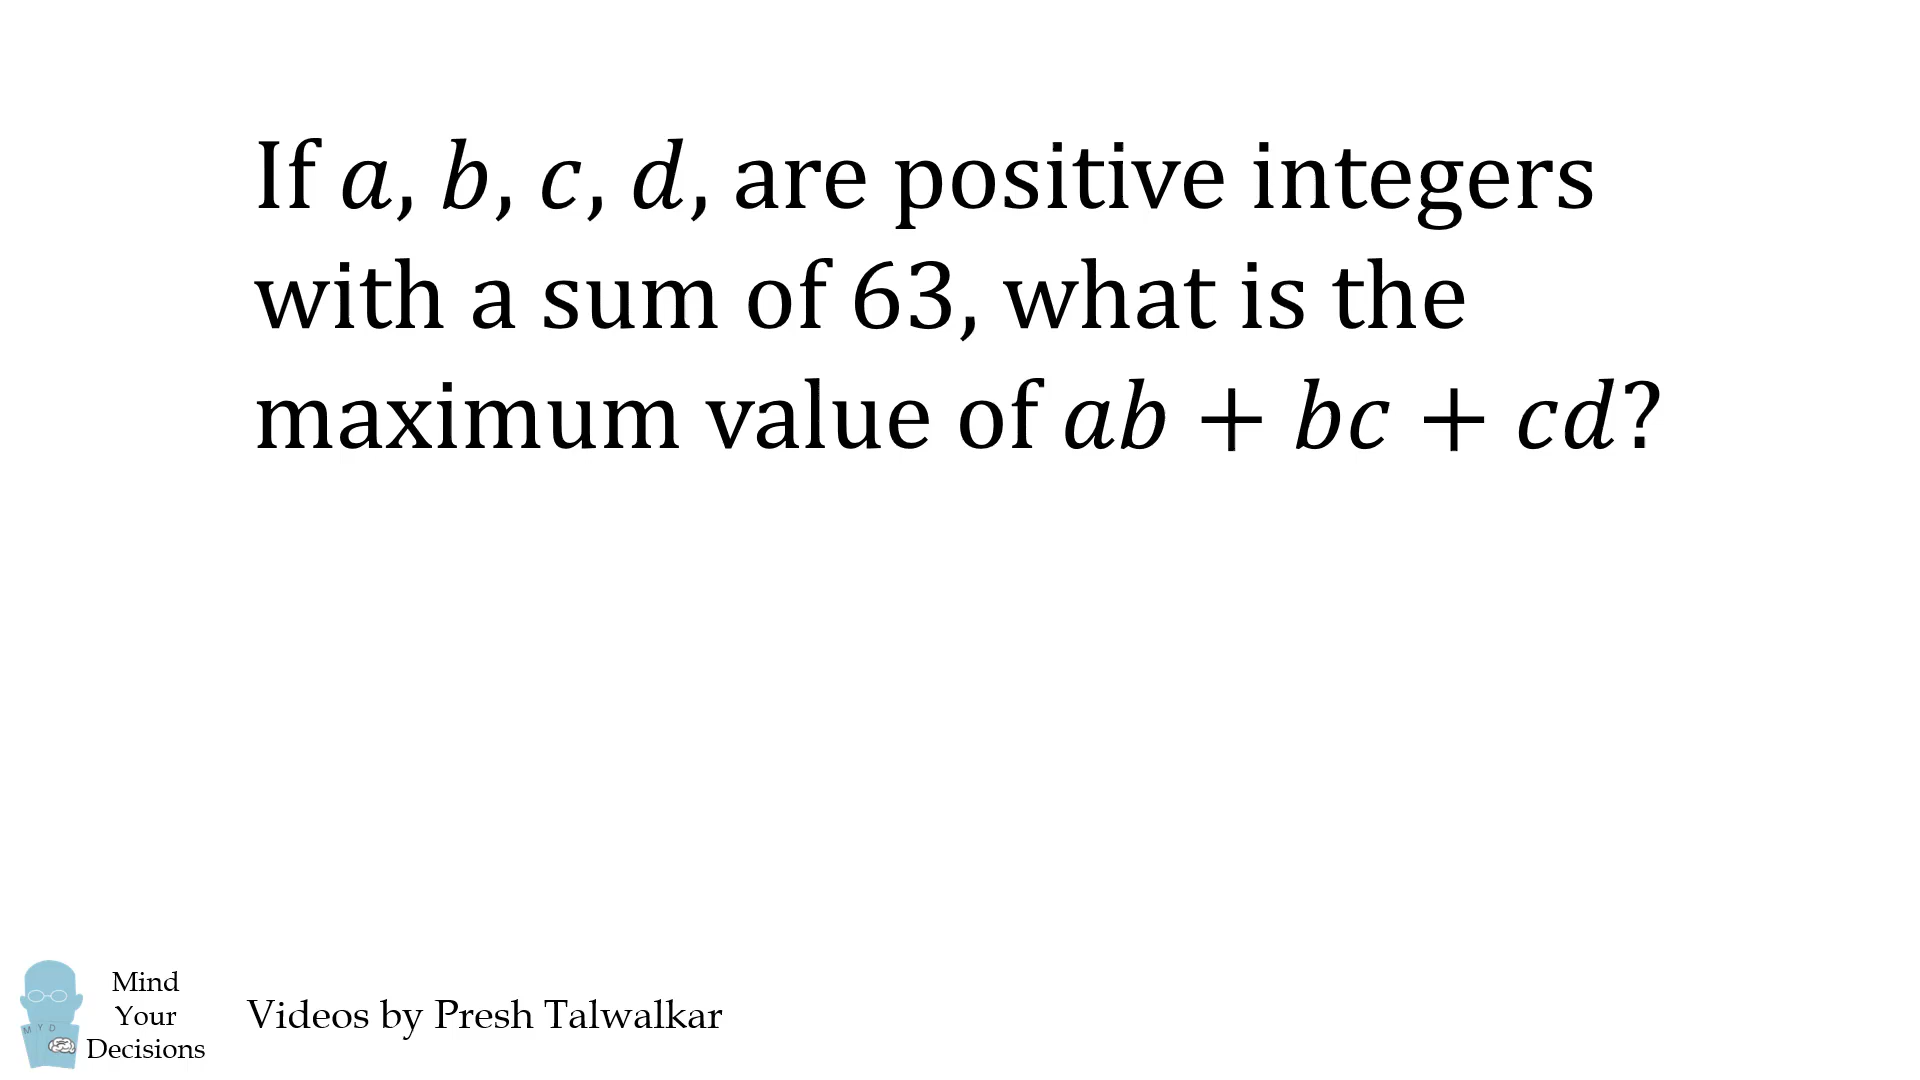 If a, b, c, d, are positive integers
with a sum of 63, what is the
maximum value of ab + bc + cd?
Mind
Your
Decisions
Videos by Presh Talwalkar
M Y D